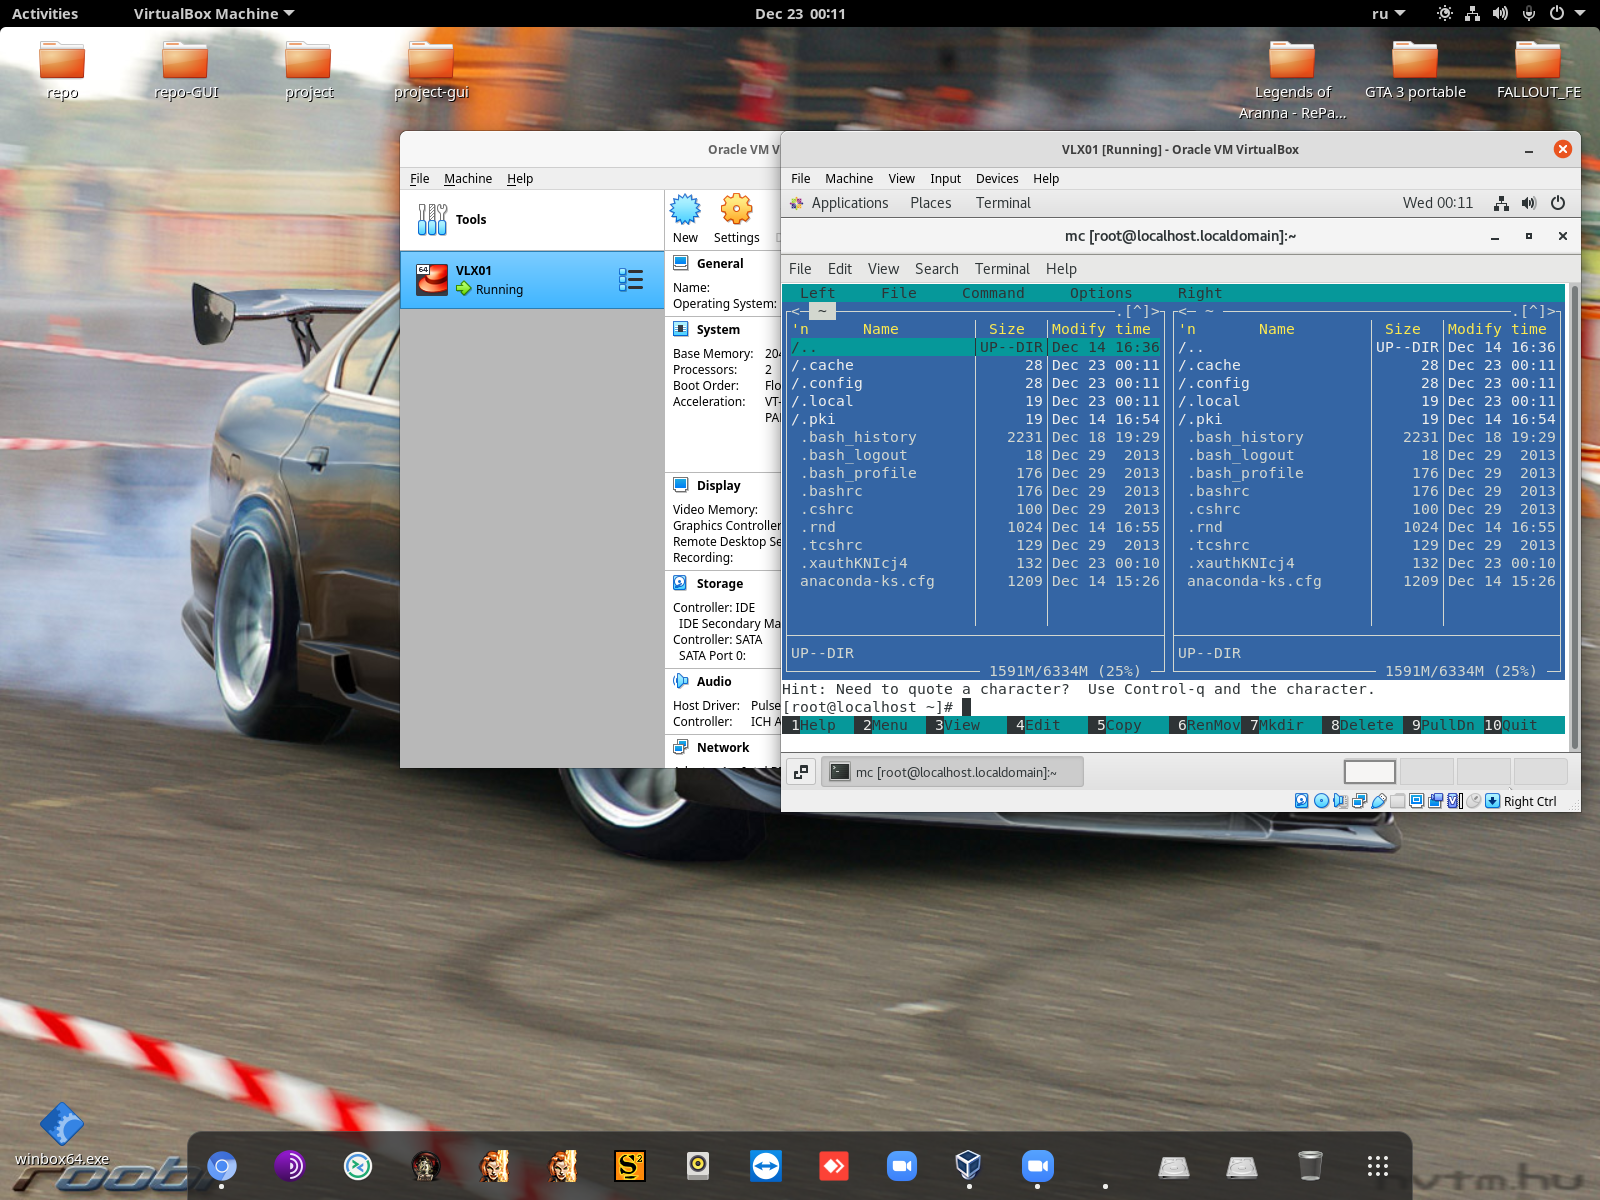 Activities
VirtualBox Machine
Dec 23 00:11
ru
repo
repo-GUI
project
project-gui
Legends of
Aranna - RePa...
GTA 3 portable
FALLOUT_FE
Oracle VM V
File Machine Help
Tools
New
Settings
64
VLX01
Running
General
Name:
Operating System:
System
Base Memory: 204
Processors: 2
Boot Order: Flo
Acceleration: VT-
PA
Display
Video Memory:
Graphics Controller
Remote Desktop Se
Recording:
Storage
Controller: IDE
IDE Secondary Ma
Controller: SATA
SATA Port 0:
Audio
Host Driver: Pulse
Controller: ICH A
Network
VLX01 [Running] - Oracle VM VirtualBox
File Machine View Input Devices Help
Applications Places Terminal
Wed 00:11
mc [root@localhost.localdomain]:~
File Edit View Search Terminal Help
Left File Command Options Right
<─ ~ .[^]> <─ ~ .[^]>
'n Name Size Modify time 'n Name Size Modify time
/.. UP--DIR Dec 14 16:36 /.. UP--DIR Dec 14 16:36
/.cache 28 Dec 23 00:11 /.cache 28 Dec 23 00:11
/.config 28 Dec 23 00:11 /.config 28 Dec 23 00:11
/.local 19 Dec 23 00:11 /.local 19 Dec 23 00:11
/.pki 19 Dec 14 16:54 /.pki 19 Dec 14 16:54
.bash_history 2231 Dec 18 19:29 .bash_history 2231 Dec 18 19:29
.bash_logout 18 Dec 29 2013 .bash_logout 18 Dec 29 2013
.bash_profile 176 Dec 29 2013 .bash_profile 176 Dec 29 2013
.bashrc 176 Dec 29 2013 .bashrc 176 Dec 29 2013
.cshrc 100 Dec 29 2013 .cshrc 100 Dec 29 2013
.rnd 1024 Dec 14 16:55 .rnd 1024 Dec 14 16:55
.tcshrc 129 Dec 29 2013 .tcshrc 129 Dec 29 2013
.xauthKNIcj4 132 Dec 23 00:10 .xauthKNIcj4 132 Dec 23 00:10
anaconda-ks.cfg 1209 Dec 14 15:26 anaconda-ks.cfg 1209 Dec 14 15:26
UP--DIR UP--DIR
1591M/6334M (25%) 1591M/6334M (25%)
Hint: Need to quote a character? Use Control-q and the character.
[root@localhost ~]#
1Help 2Menu 3View 4Edit 5Copy 6RenMov 7Mkdir 8Delete 9PullDn 10Quit
mc [root@localhost.localdomain]:~
Right Ctrl
winbox64.exe
S2